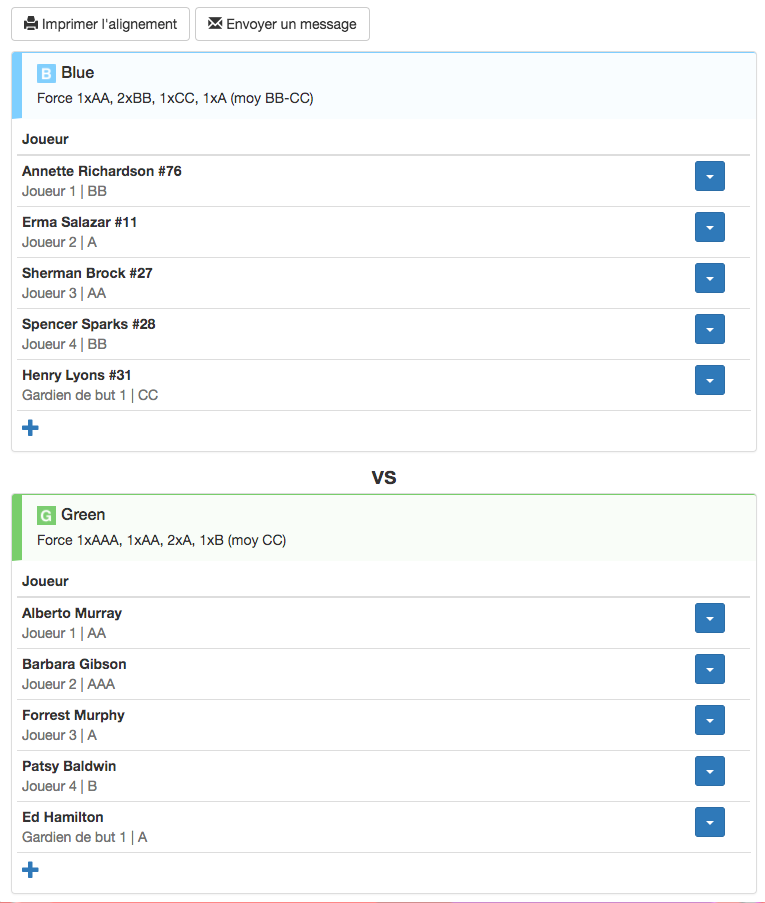 Imprimer l'alignement Envoyer un message
B Blue
Force 1xAA, 2xBB, 1xCC, 1xA (moy BB-CC)
Joueur
Annette Richardson #76
Joueur 1 | BB
Erma Salazar #11
Joueur 2 | A
Sherman Brock #27
Joueur 3 | AA
Spencer Sparks #28
Joueur 4 | BB
Henry Lyons #31
Gardien de but 1 | CC
VS
G Green
Force 1xAAA, 1xAA, 2xA, 1xB (moy CC)
Joueur
Alberto Murray
Joueur 1 | AA
Barbara Gibson
Joueur 2 | AAA
Forrest Murphy
Joueur 3 | A
Patsy Baldwin
Joueur 4 | B
Ed Hamilton
Gardien de but 1 | A